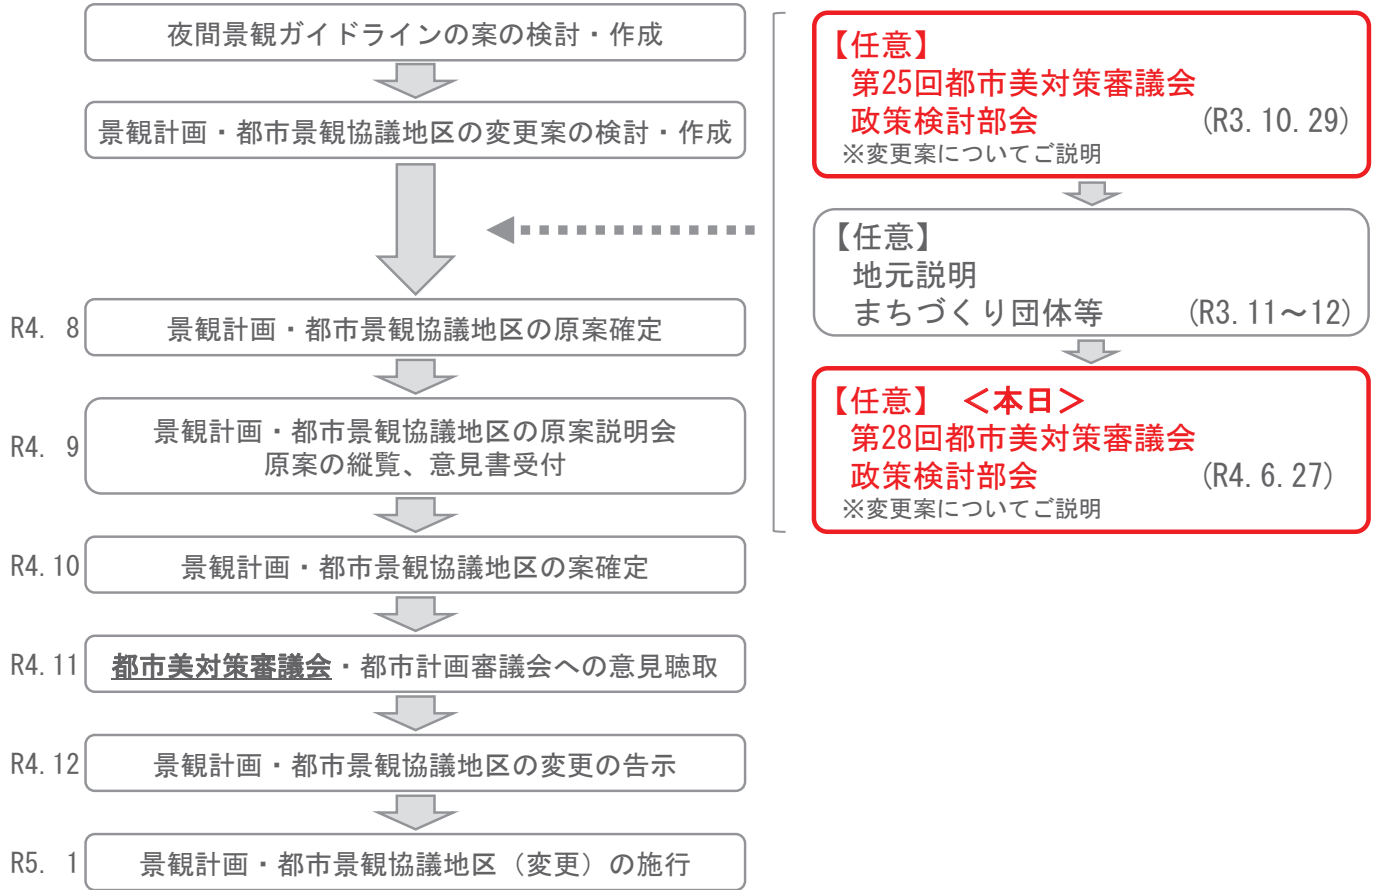 夜間景観ガイドラインの案の検討・作成
景観計画・都市景観協議地区の変更案の検討・作成
R4. 8
景観計画・都市景観協議地区の原案確定
R4. 9
景観計画・都市景観協議地区の原案説明会
原案の縦覧、意見書受付
R4.10
景観計画・都市景観協議地区の案確定
R4.11
都市美対策審議会・都市計画審議会への意見聴取
R4.12
景観計画・都市景観協議地区の変更の告示
R5. 1
景観計画・都市景観協議地区（変更）の施行
【任意】
第25回都市美対策審議会
政策検討部会 (R3.10.29)
※変更案についてご説明
【任意】
地元説明
まちづくり団体等 (R3.11～12)
【任意】 ＜本日＞
第28回都市美対策審議会
政策検討部会 (R4.6.27)
※変更案についてご説明